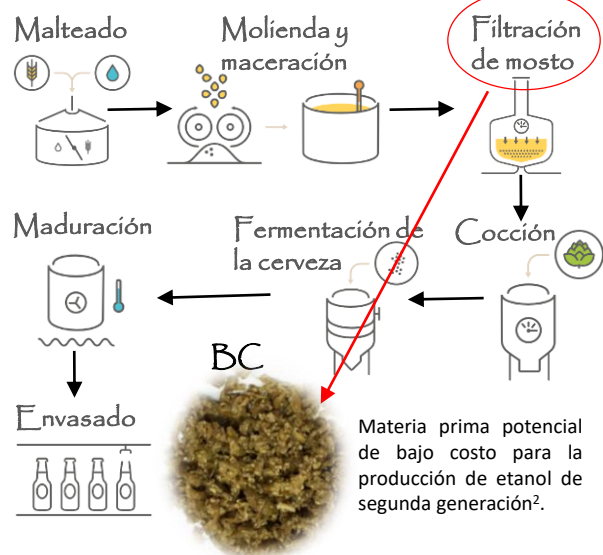 Malteado
Molienda y
maceración
Filtración
de mosto
Maduración
Fermentación de
la cerveza
Cocción
BC
Envasado
Materia prima potencial
de bajo costo para la
producción de etanol de
segunda generación².